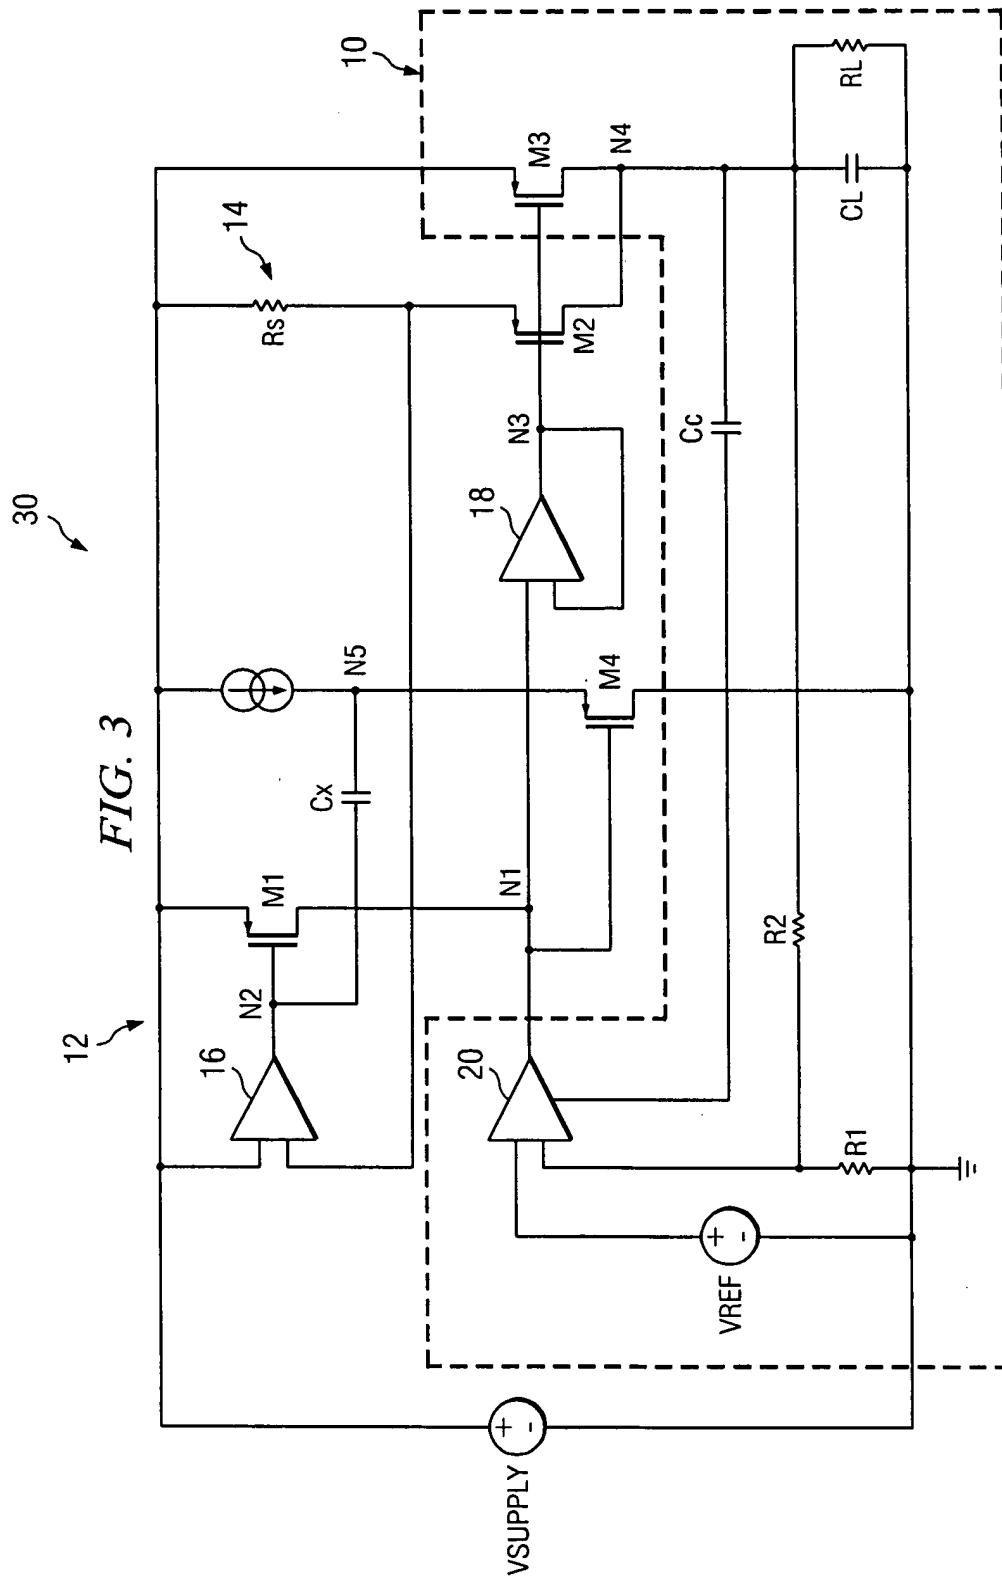 FIG. 3
30
12
16
N2
M1
Cx
N5
14
Rs
10
N1
M4
18
N3
M2
M3
N4
20
VSUPPLY
VREF
R1
R2
Cc
CL
RL
+
-
+
-